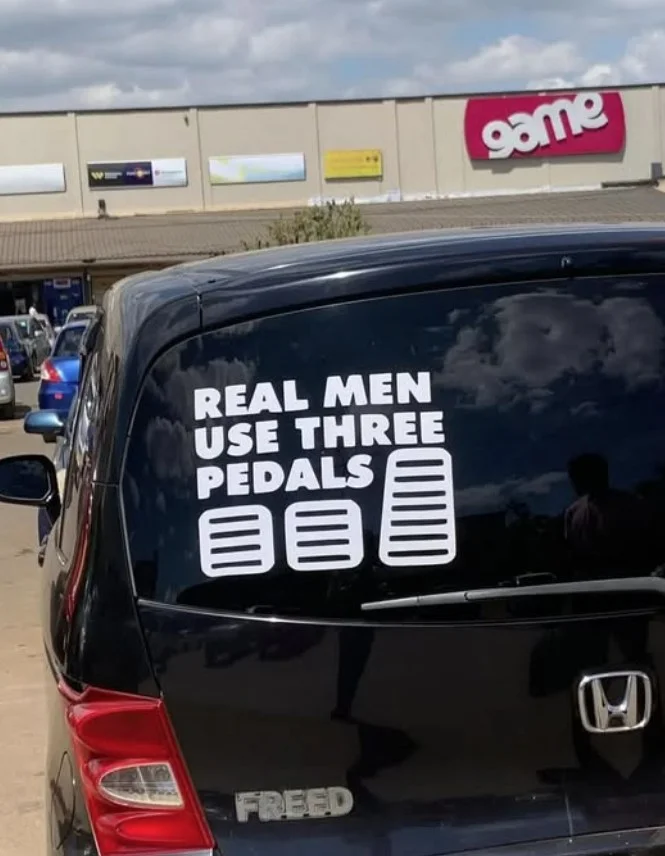 game
REAL MEN
USE THREE
PEDALS
FREED